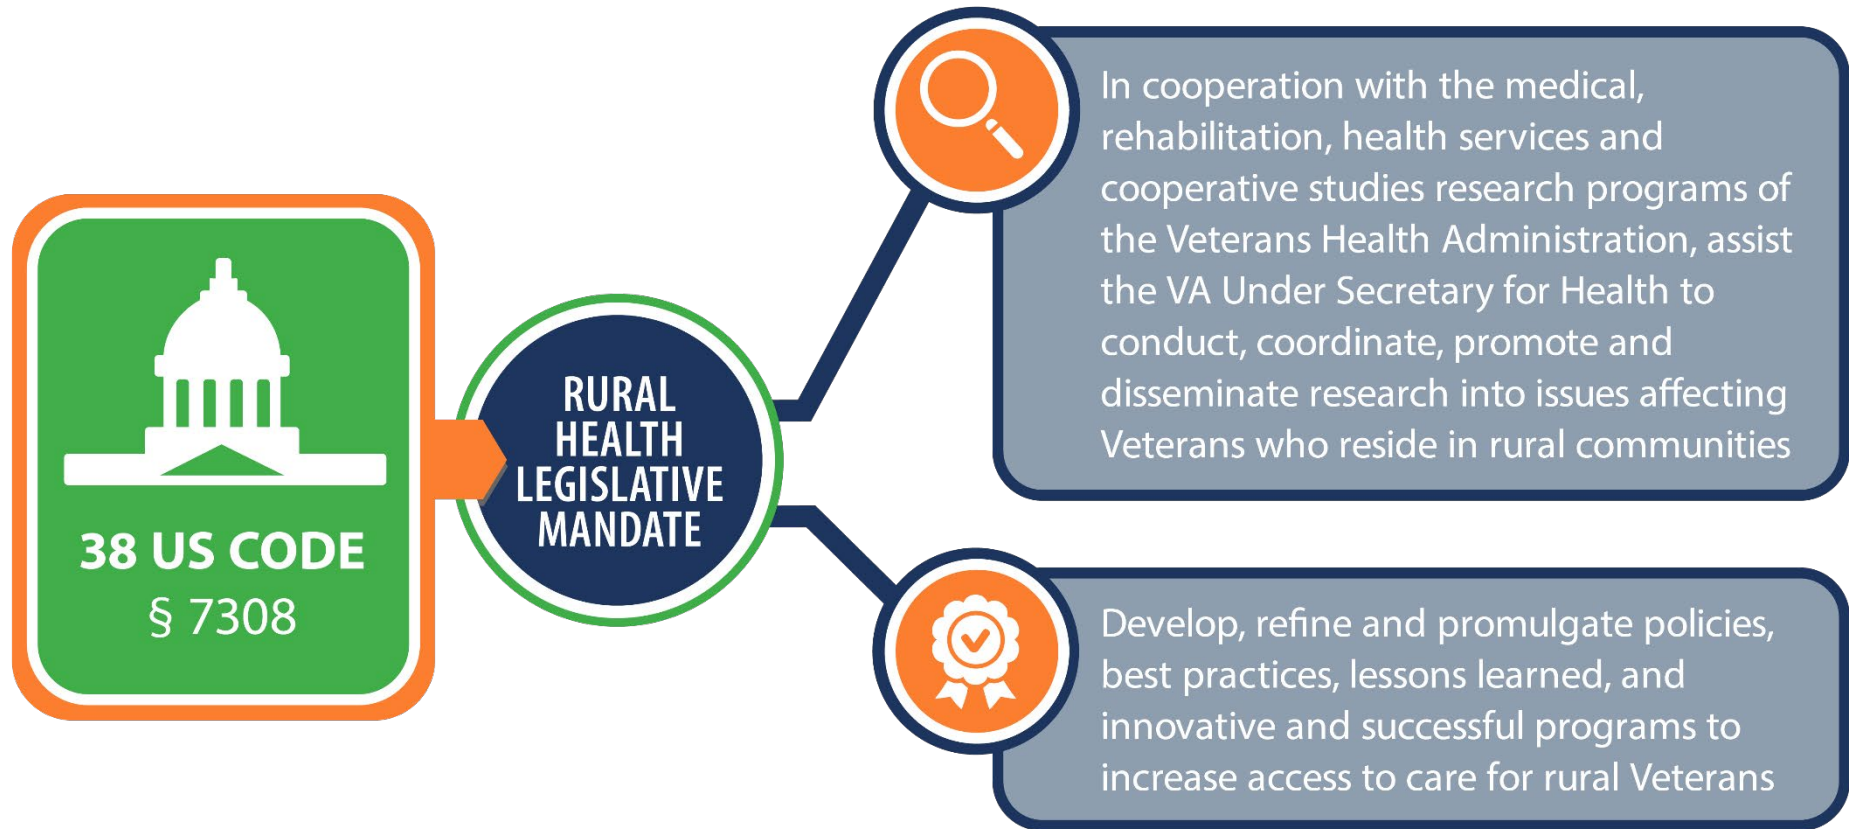 38 US CODE
§ 7308
RURAL
HEALTH
LEGISLATIVE
MANDATE
In cooperation with the medical,
rehabilitation, health services and
cooperative studies research programs of
the Veterans Health Administration, assist
the VA Under Secretary for Health to
conduct, coordinate, promote and
disseminate research into issues affecting
Veterans who reside in rural communities
Develop, refine and promulgate policies,
best practices, lessons learned, and
innovative and successful programs to
increase access to care for rural Veterans